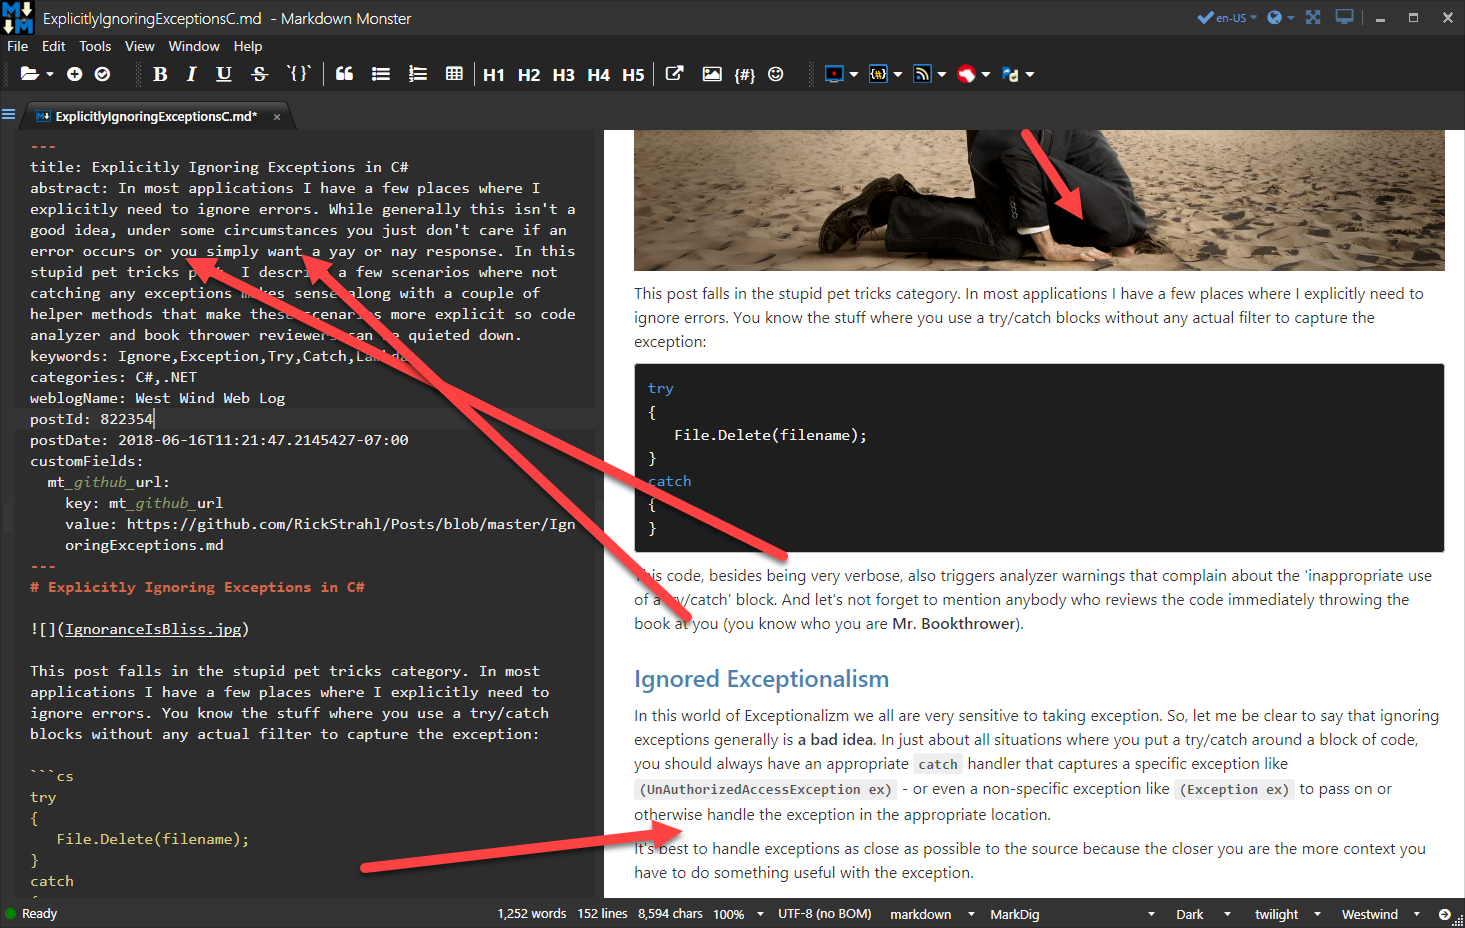 ExplicitlyIgnoringExceptionsC.md - Markdown Monster
en-US
File Edit Tools View Window Help
B I U S `{}` H1 H2 H3 H4 H5 {#} {#}
ExplicitlyIgnoringExceptionsC.md*
---
title: Explicitly Ignoring Exceptions in C#
abstract: In most applications I have a few places where I
explicitly need to ignore errors. While generally this isn't a
good idea, under some circumstances you just don't care if an
error occurs or you simply want a yay or nay response. In this
stupid pet tricks I describe a few scenarios where not
catching any exceptions makes sense along with a couple of
helper methods that make these scenarios more explicit so code
analyzer and book thrower reviewers can be quieted down.
keywords: Ignore,Exception,Try,Catch,Lambda
categories: C#,.NET
weblogName: West Wind Web Log
postId: 822354
postDate: 2018-06-16T11:21:47.2145427-07:00
customFields:
mt_github_url:
key: mt_github_url
value: https://github.com/RickStrahl/Posts/blob/master/Ign
oringExceptions.md
---
# Explicitly Ignoring Exceptions in C#
![](IgnoranceIsBliss.jpg)
This post falls in the stupid pet tricks category. In most
applications I have a few places where I explicitly need to
ignore errors. You know the stuff where you use a try/catch
blocks without any actual filter to capture the exception:
```cs
try
{
File.Delete(filename);
}
catch
This post falls in the stupid pet tricks category. In most applications I have a few places where I explicitly need to
ignore errors. You know the stuff where you use a try/catch blocks without any actual filter to capture the
exception:
try
{
File.Delete(filename);
}
catch
{
}
This code, besides being very verbose, also triggers analyzer warnings that complain about the 'inappropriate use
of a try/catch' block. And let's not forget to mention anybody who reviews the code immediately throwing the
book at you (you know who you are Mr. Bookthrower).
Ignored Exceptionalism
In this world of Exceptionalizm we all are very sensitive to taking exception. So, let me be clear to say that ignoring
exceptions generally is a bad idea. In just about all situations where you put a try/catch around a block of code,
you should always have an appropriate catch handler that captures a specific exception like
(UnAuthorizedAccessException ex) - or even a non-specific exception like (Exception ex) to pass on or
otherwise handle the exception in the appropriate location.
It's best to handle exceptions as close as possible to the source because the closer you are the more context you
have to do something useful with the exception.
Ready 1,252 words 152 lines 8,594 chars 100% UTF-8 (no BOM) markdown MarkDig Dark twilight Westwind